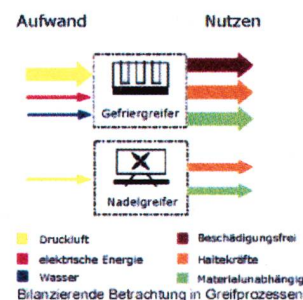 Aufwand Nutzen
Gefriergreifer
Nadelgreifer
Druckluft Beschädigungsfrei
elektrische Energie Haltekräfte
Wasser Materialunabhängig
Bilanzierende Betrachtung in Greifprozessen